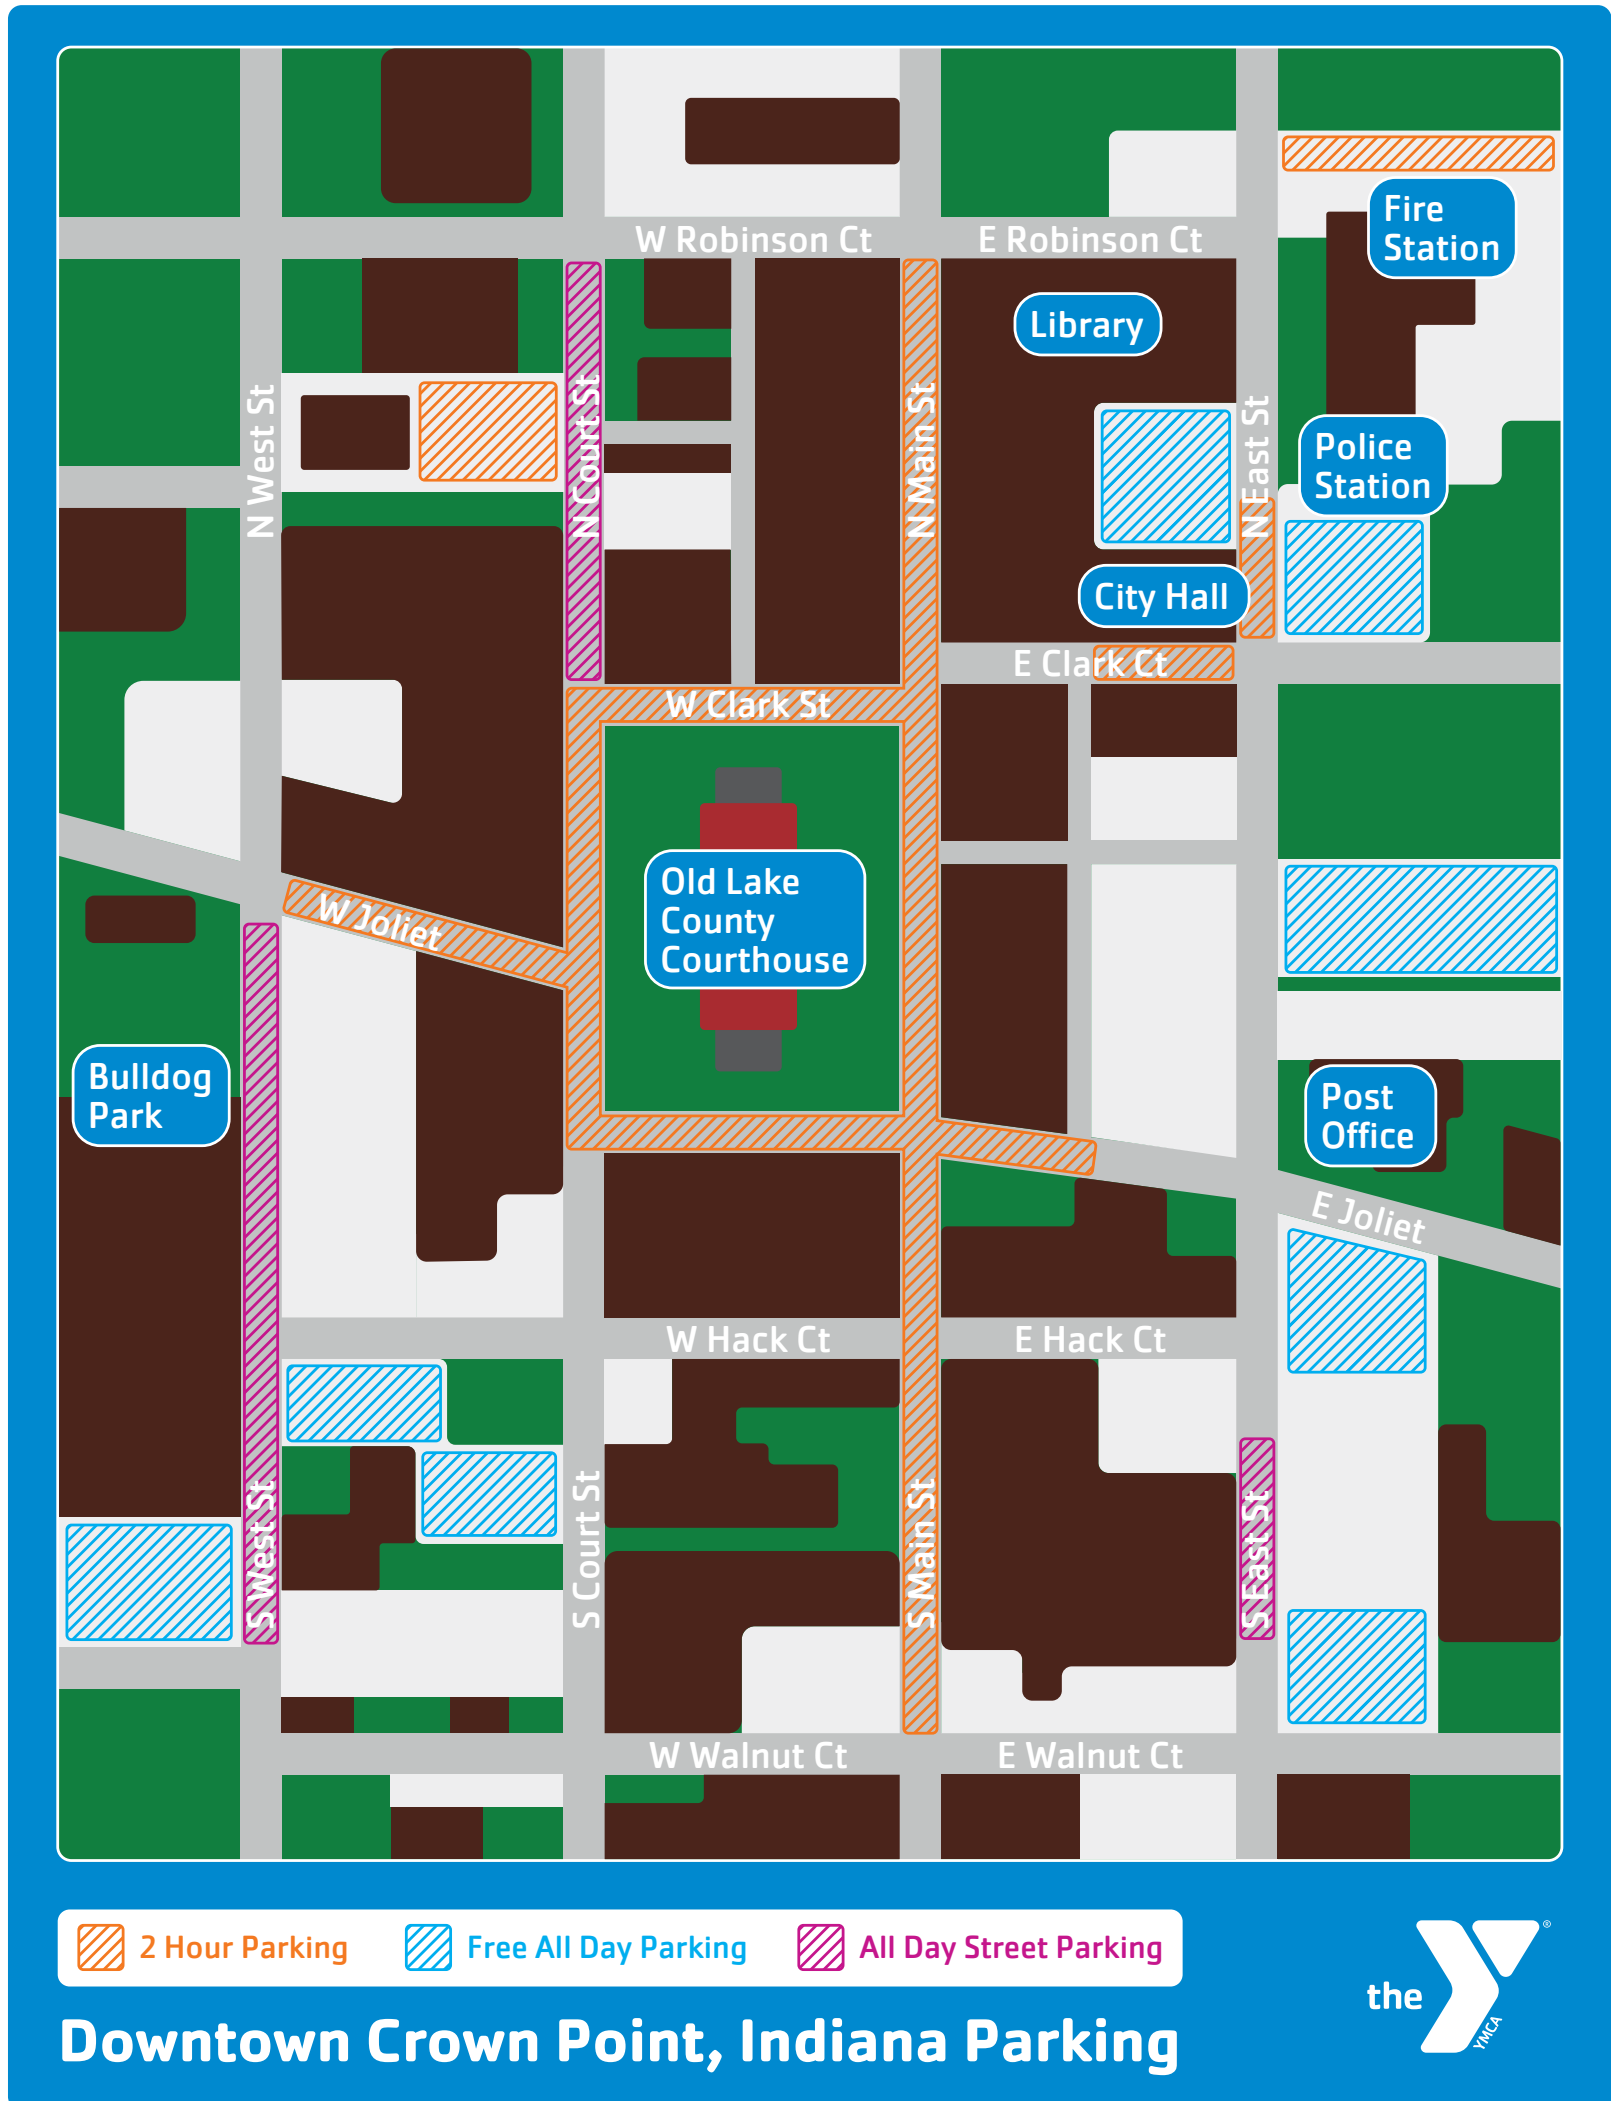 Fire
Station
W Robinson Ct
E Robinson Ct
Library
N West St
N Court St
N Main St
N East St
Police
Station
City Hall
E Clark Ct
W Clark St
Old Lake
County
Courthouse
W Joliet
Bulldog
Park
Post
Office
E Joliet
W Hack Ct
E Hack Ct
S West St
S Court St
S Main St
S East St
W Walnut Ct
E Walnut Ct
2 Hour Parking
Free All Day Parking
All Day Street Parking
the
YMCA
®
Downtown Crown Point, Indiana Parking